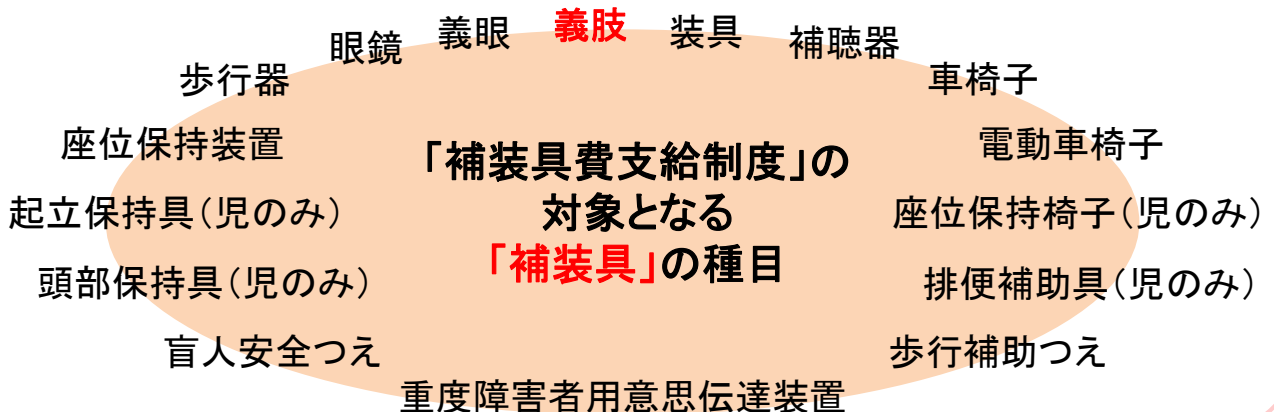 眼鏡 義眼 義肢 装具 補聴器
歩行器 車椅子
座位保持装置 電動車椅子
「補装具費支給制度」の
対象となる
「補装具」の種目
起立保持具(児のみ) 座位保持椅子(児のみ)
頭部保持具(児のみ) 排便補助具(児のみ)
盲人安全つえ 歩行補助つえ
重度障害者用意思伝達装置